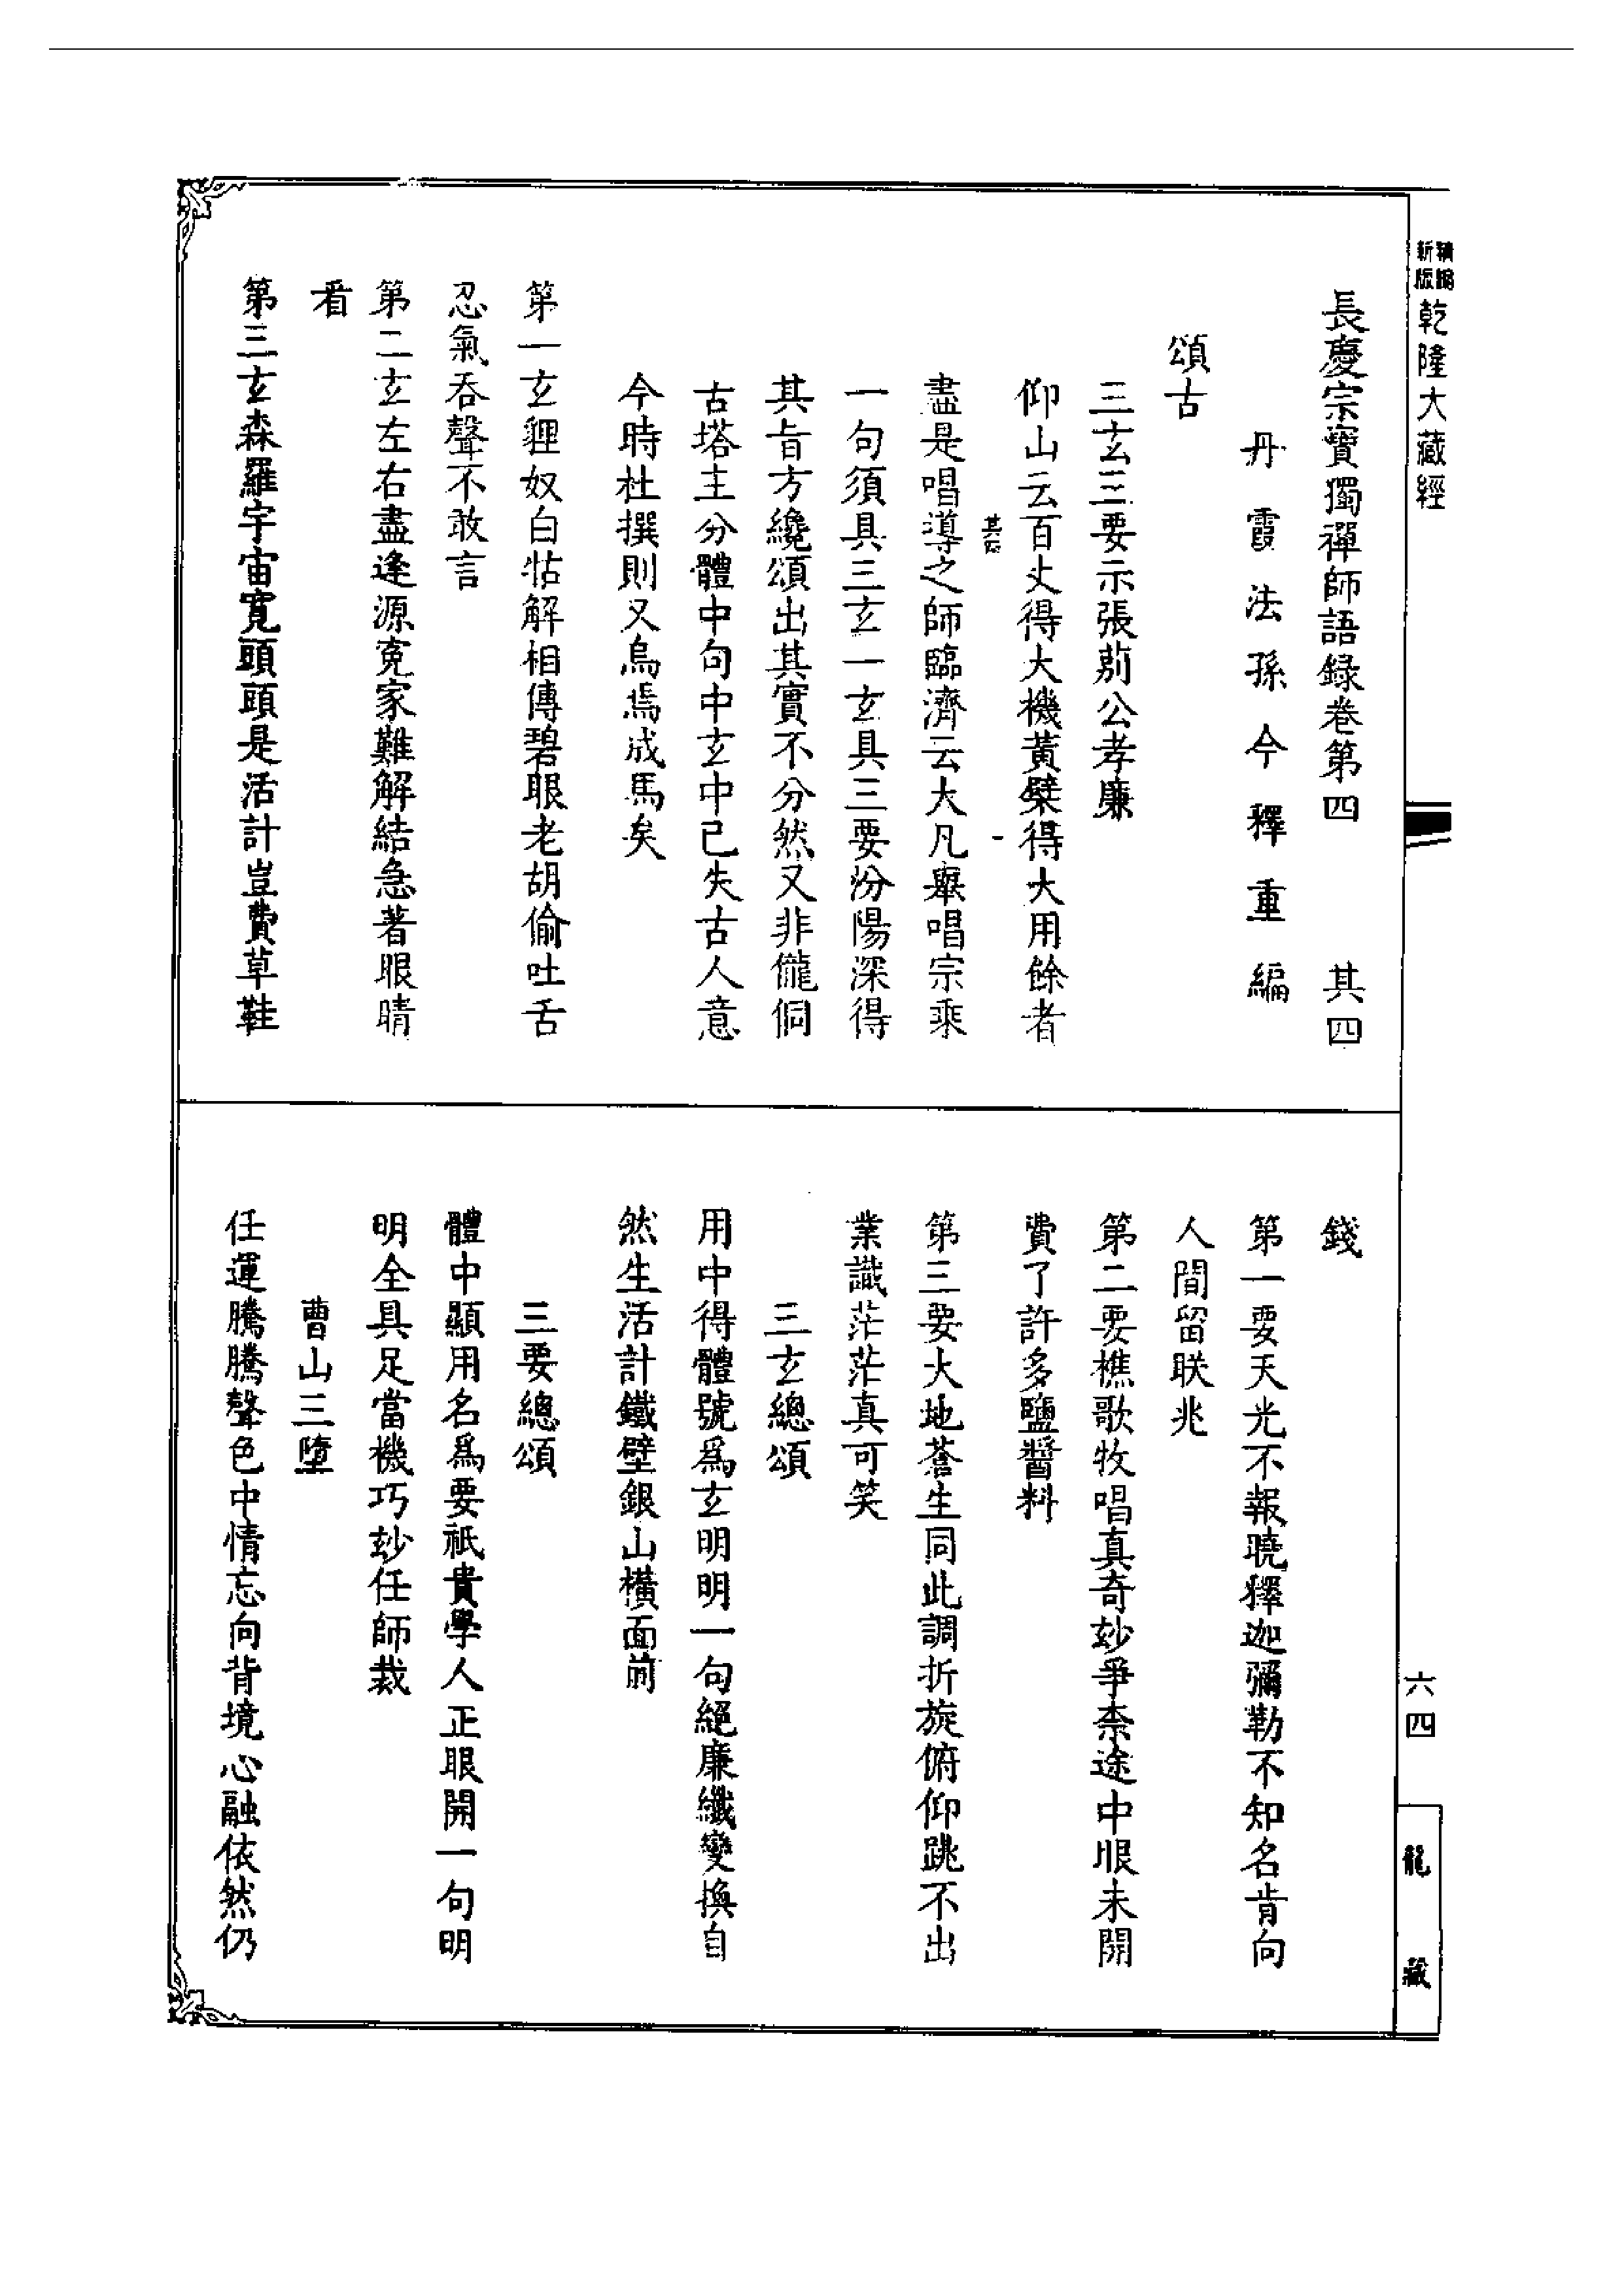 精編
新版
乾隆大藏經
長慶宗寶獨禪師語錄卷第四 其四
丹霞法孫今釋重編
頌古
三玄三要示張荊公孝廉
仰山云百丈得大機黃檗得大用餘者
盡是唱導之師臨濟云大凡舉唱宗乘
一句須具三玄一玄具三要汾陽深得
其旨方纔頌出其實不分然又非儱侗
古塔主分體中句中玄中已失古人意
今時杜撰則又烏焉成馬矣
第一玄貍奴白牯解相傳碧眼老胡偷吐舌
忍氣吞聲不敢言
第二玄左右盡逢源冤家難解結急著眼睛
看
第三玄森羅宇宙寬頭頭是活計豈費草鞋
錢
第一要天光不報曉釋迦彌勒不知名肯向
人間留朕兆
第二要樵歌牧唱真奇妙爭柰途中眼未開
費了許多鹽醬料
第三要大地蒼生同此調折旋俯仰跳不出
業識茫茫真可笑
三玄總頌
用中得體號爲玄明明一句絕廉纖變換自
然生活計鐵壁銀山橫面前
三要總頌
體中顯用名爲要祇貴學人正眼開一句明
明全具足當機巧玅任師裁
曹山三墮
任運騰騰聲色中情忘向背境心融依然仍
六四
龍藏